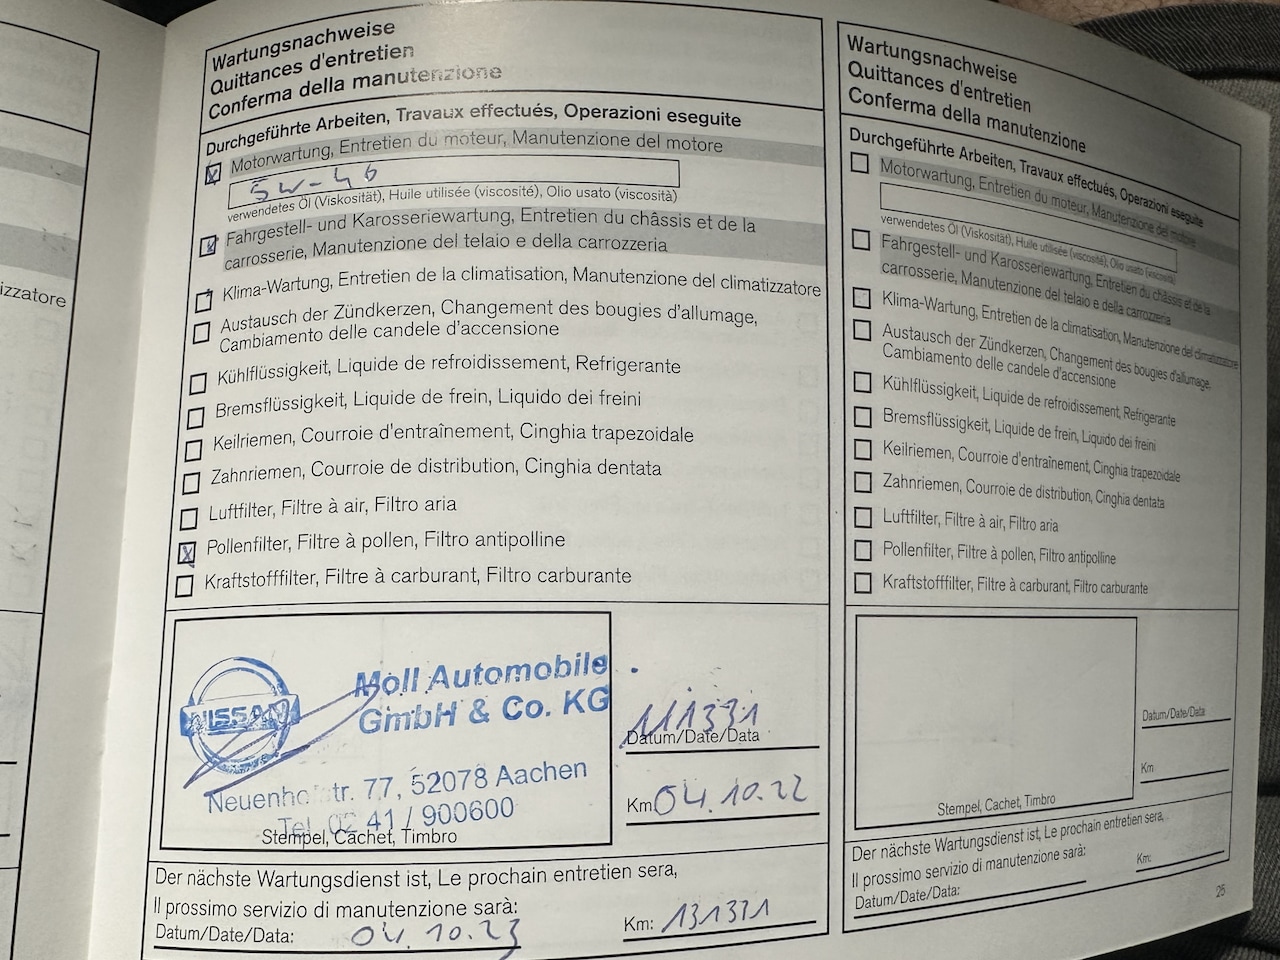 izzatore
Wartungsnachweise
Quittances d'entretien
Conferma della manutenzione
Durchgeführte Arbeiten, Travaux effectués, Operazioni eseguite
Motorwartung, Entretien du moteur, Manutenzione del motore
5W-40
verwendetes Öl (Viskosität), Huile utilisée (viscosité), Olio usato (viscosità)
Fahrgestell- und Karosseriewartung, Entretien du châssis et de la
carrosserie, Manutenzione del telaio e della carrozzeria
Klima-Wartung, Entretien de la climatisation, Manutenzione del climatizzatore
Austausch der Zündkerzen, Changement des bougies d'allumage,
Cambiamento delle candele d'accensione
Kühlflüssigkeit, Liquide de refroidissement, Refrigerante
Bremsflüssigkeit, Liquide de frein, Liquido dei freini
Keilriemen, Courroie d'entraînement, Cinghia trapezoidale
Zahnriemen, Courroie de distribution, Cinghia dentata
Luftfilter, Filtre à air, Filtro aria
Pollenfilter, Filtre à pollen, Filtro antipolline
Kraftstofffilter, Filtre à carburant, Filtro carburante
NISSAN
Moll Automobile
GmbH & Co. KG
77, 52078 Aachen
Tel. 41 / 900600
Stempel, Cachet, Timbro
111331
Datum/Date/Data
Km 04.10.22
Der nächste Wartungsdienst ist, Le prochain entretien sera,
Il prossimo servizio di manutenzione sarà:
Datum/Date/Data: 04.10.23 Km: 131331
Wartungsnachweise
Quittances d'entretien
Conferma della manutenzione
Durchgeführte Arbeiten, Travaux effectués, Operazioni eseguite
Motorwartung, Entretien du moteur, Manutenzione del motore
verwendetes Öl (Viskosität), Huile utilisée (viscosité), Olio usato (viscosità)
Fahrgestell- und Karosseriewartung, Entretien du châssis et de la
carrosserie, Manutenzione del telaio e della carrozzeria
Klima-Wartung, Entretien de la climatisation, Manutenzione del climatizzatore
Austausch der Zündkerzen, Changement des bougies d'allumage,
Cambiamento delle candele d'accensione
Kühlflüssigkeit, Liquide de refroidissement, Refrigerante
Bremsflüssigkeit, Liquide de frein, Liquido dei freini
Keilriemen, Courroie d'entraînement, Cinghia trapezoidale
Zahnriemen, Courroie de distribution, Cinghia dentata
Luftfilter, Filtre à air, Filtro aria
Pollenfilter, Filtre à pollen, Filtro antipolline
Kraftstofffilter, Filtre à carburant, Filtro carburante
Datum/Date/Data
Km
Stempel, Cachet, Timbro
Der nächste Wartungsdienst ist, Le prochain entretien sera,
Il prossimo servizio di manutenzione sarà:
Datum/Date/Data: Km:
25